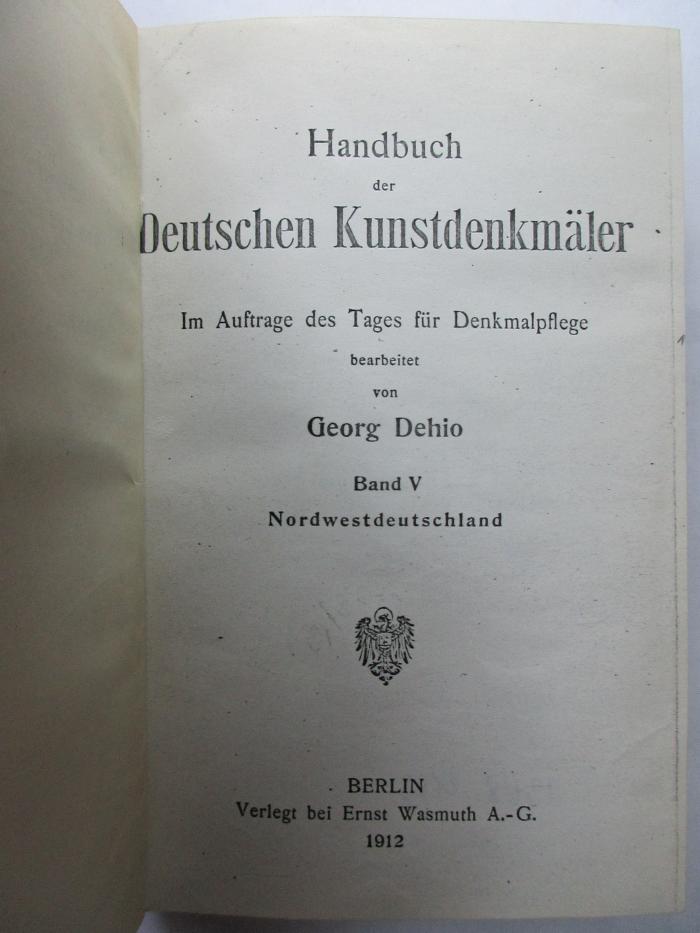 Handbuch
der
Deutschen Kunstdenkmäler
Im Auftrage des Tages für Denkmalpflege
bearbeitet
von
Georg Dehio
Band V
Nordwestdeutschland
BERLIN
Verlegt bei Ernst Wasmuth A.-G.
1912